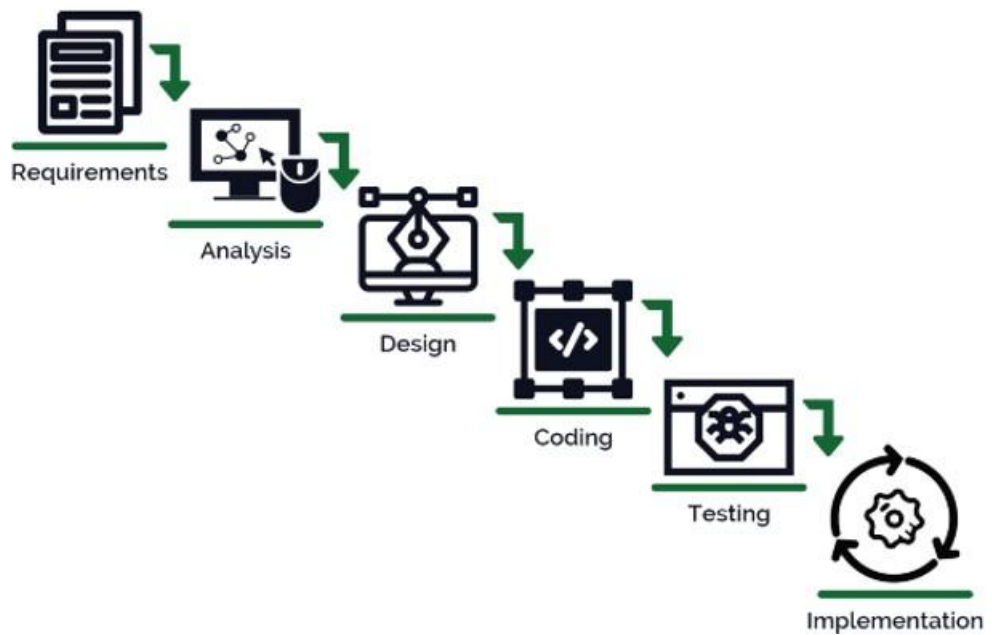 Requirements
Analysis
Design
</>
Coding
Testing
Implementation